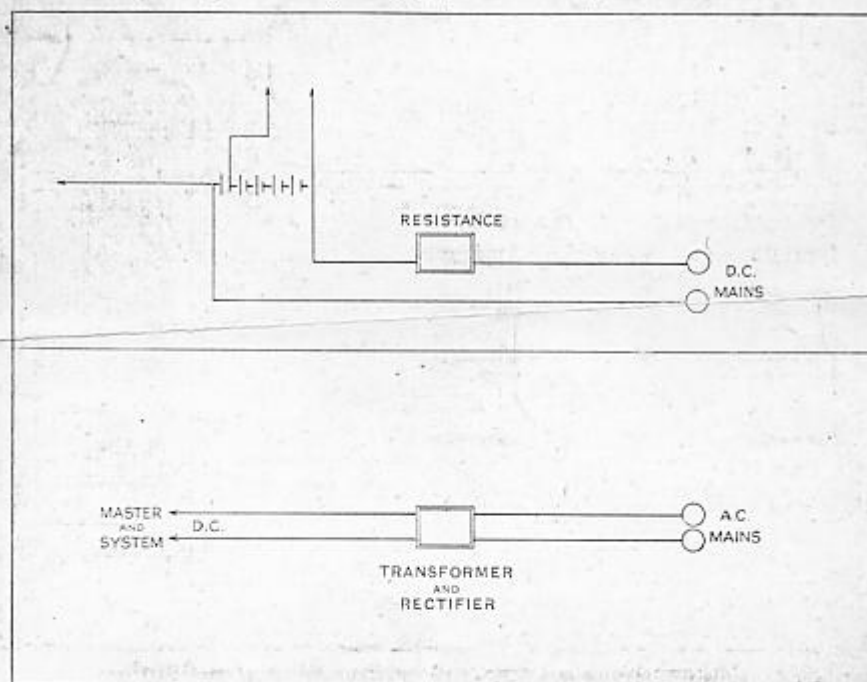 RESISTANCE
D.C.
MAINS
MASTER
AND
SYSTEM
D.C.
A.C.
MAINS
TRANSFORMER
AND
RECTIFIER